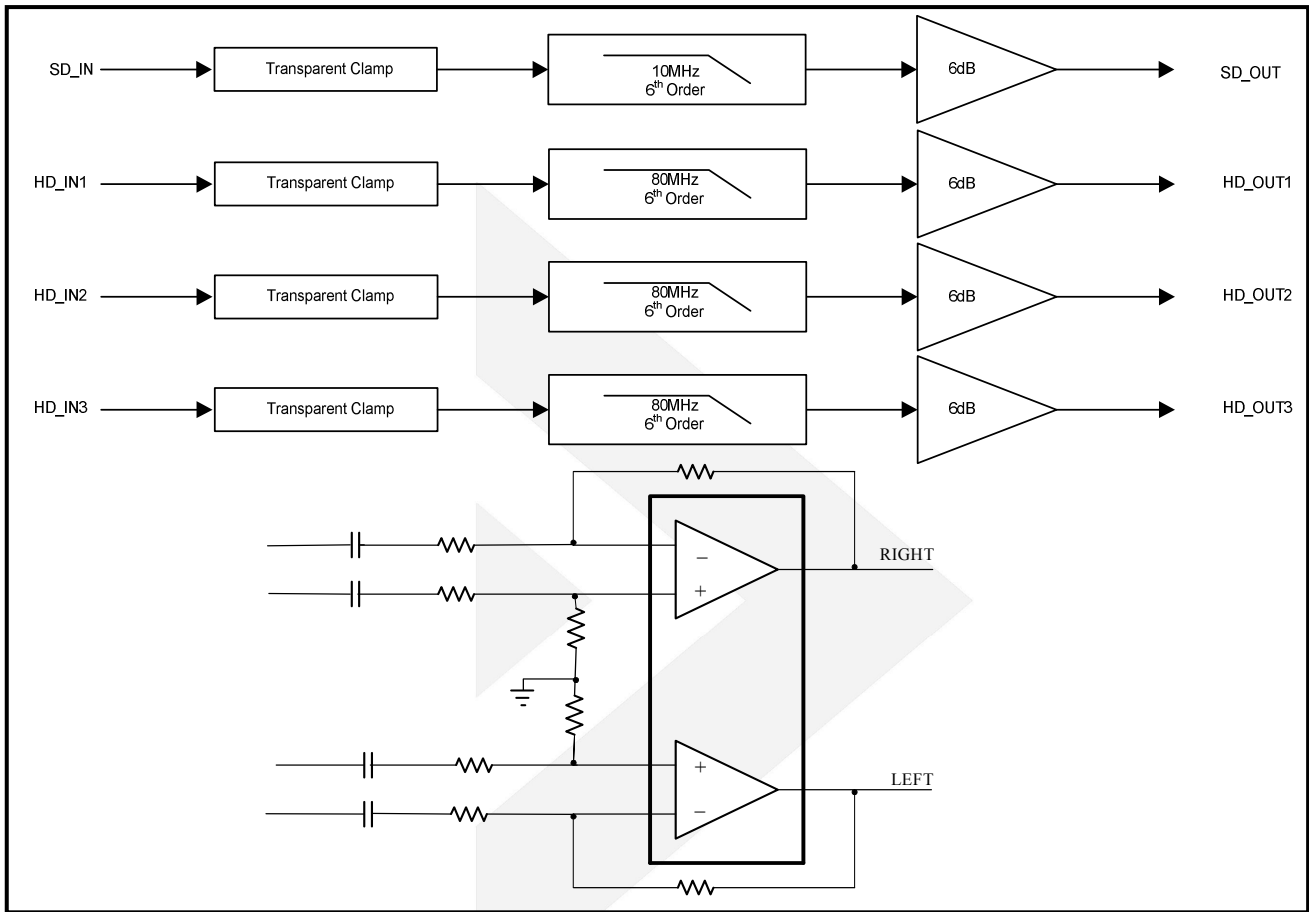 SD_IN Transparent Clamp 10MHz 6dB SD_OUT
6th Order
HD_IN1 Transparent Clamp 80MHz 6dB HD_OUT1
6th Order
HD_IN2 Transparent Clamp 80MHz 6dB HD_OUT2
6th Order
HD_IN3 Transparent Clamp 80MHz 6dB HD_OUT3
6th Order
−
+
RIGHT
+
−
LEFT